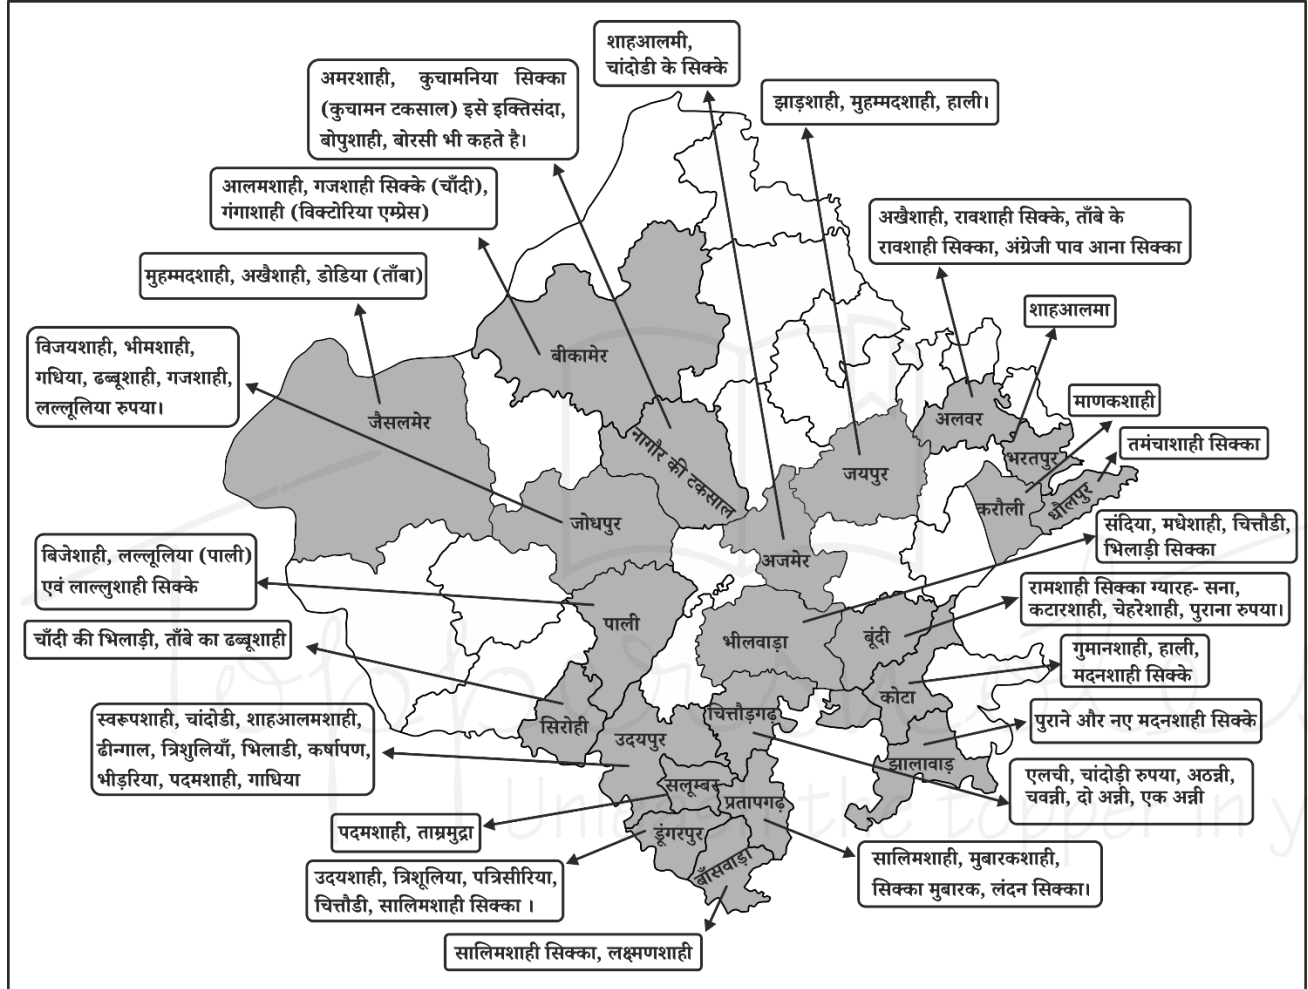 शाहआलमी,
चांदोडी के सिक्के
अमरशाही, कुचामनिया सिक्का
(कुचामन टकसाल) इसे इक्तिसंदा,
बोपुशाही, बोरसी भी कहते है।
झाड़शाही, मुहम्मदशाही, हाली।
आलमशाही, गजशाही सिक्के (चाँदी),
गंगाशाही (विक्टोरिया एम्प्रेस)
अखैशाही, रावशाही सिक्के, ताँबे के
रावशाही सिक्का, अंग्रेजी पाव आना सिक्का
मुहम्मदशाही, अखैशाही, डोडिया (ताँबा)
शाहआलमा
विजयशाही, भीमशाही,
गधिया, ढब्बूशाही, गजशाही,
लल्लूलिया रुपया।
माणकशाही
तमंचाशाही सिक्का
बीकामेर
जैसलमेर
नागौर की टकसाल
अलवर
भरतपुर
जयपुर
करौली
धौलपुर
जोधपुर
अजमेर
संदिया, मधेशाही, चित्तौडी,
भिलाड़ी सिक्का
बिजेशाही, लल्लूलिया (पाली)
एवं लाल्लुशाही सिक्के
रामशाही सिक्का ग्यारह- सना,
कटारशाही, चेहरेशाही, पुराना रुपया।
पाली
भीलवाड़ा
बूंदी
चाँदी की भिलाड़ी, ताँबे का ढब्बूशाही
गुमानशाही, हाली,
मदनशाही सिक्के
कोटा
सिरोही
चित्तौड़गढ़
उदयपुर
झालावाड़
पुराने और नए मदनशाही सिक्के
स्वरूपशाही, चांदोडी, शाहआलमशाही,
ढीन्गाल, त्रिशुलियाँ, भिलाडी, कर्षापण,
भीड़रिया, पदमशाही, गाधिया
एलची, चांदोड़ी रुपया, अठन्नी,
चवन्नी, दो अन्नी, एक अन्नी
सलूम्बर
प्रतापगढ़
डूंगरपुर
बाँसवाड़ा
पदमशाही, ताम्रमुद्रा
सालिमशाही, मुबारकशाही,
सिक्का मुबारक, लंदन सिक्का।
उदयशाही, त्रिशूलिया, पत्रिसीरिया,
चित्तौडी, सालिमशाही सिक्का ।
सालिमशाही सिक्का, लक्ष्मणशाही
Unleash the topper in y